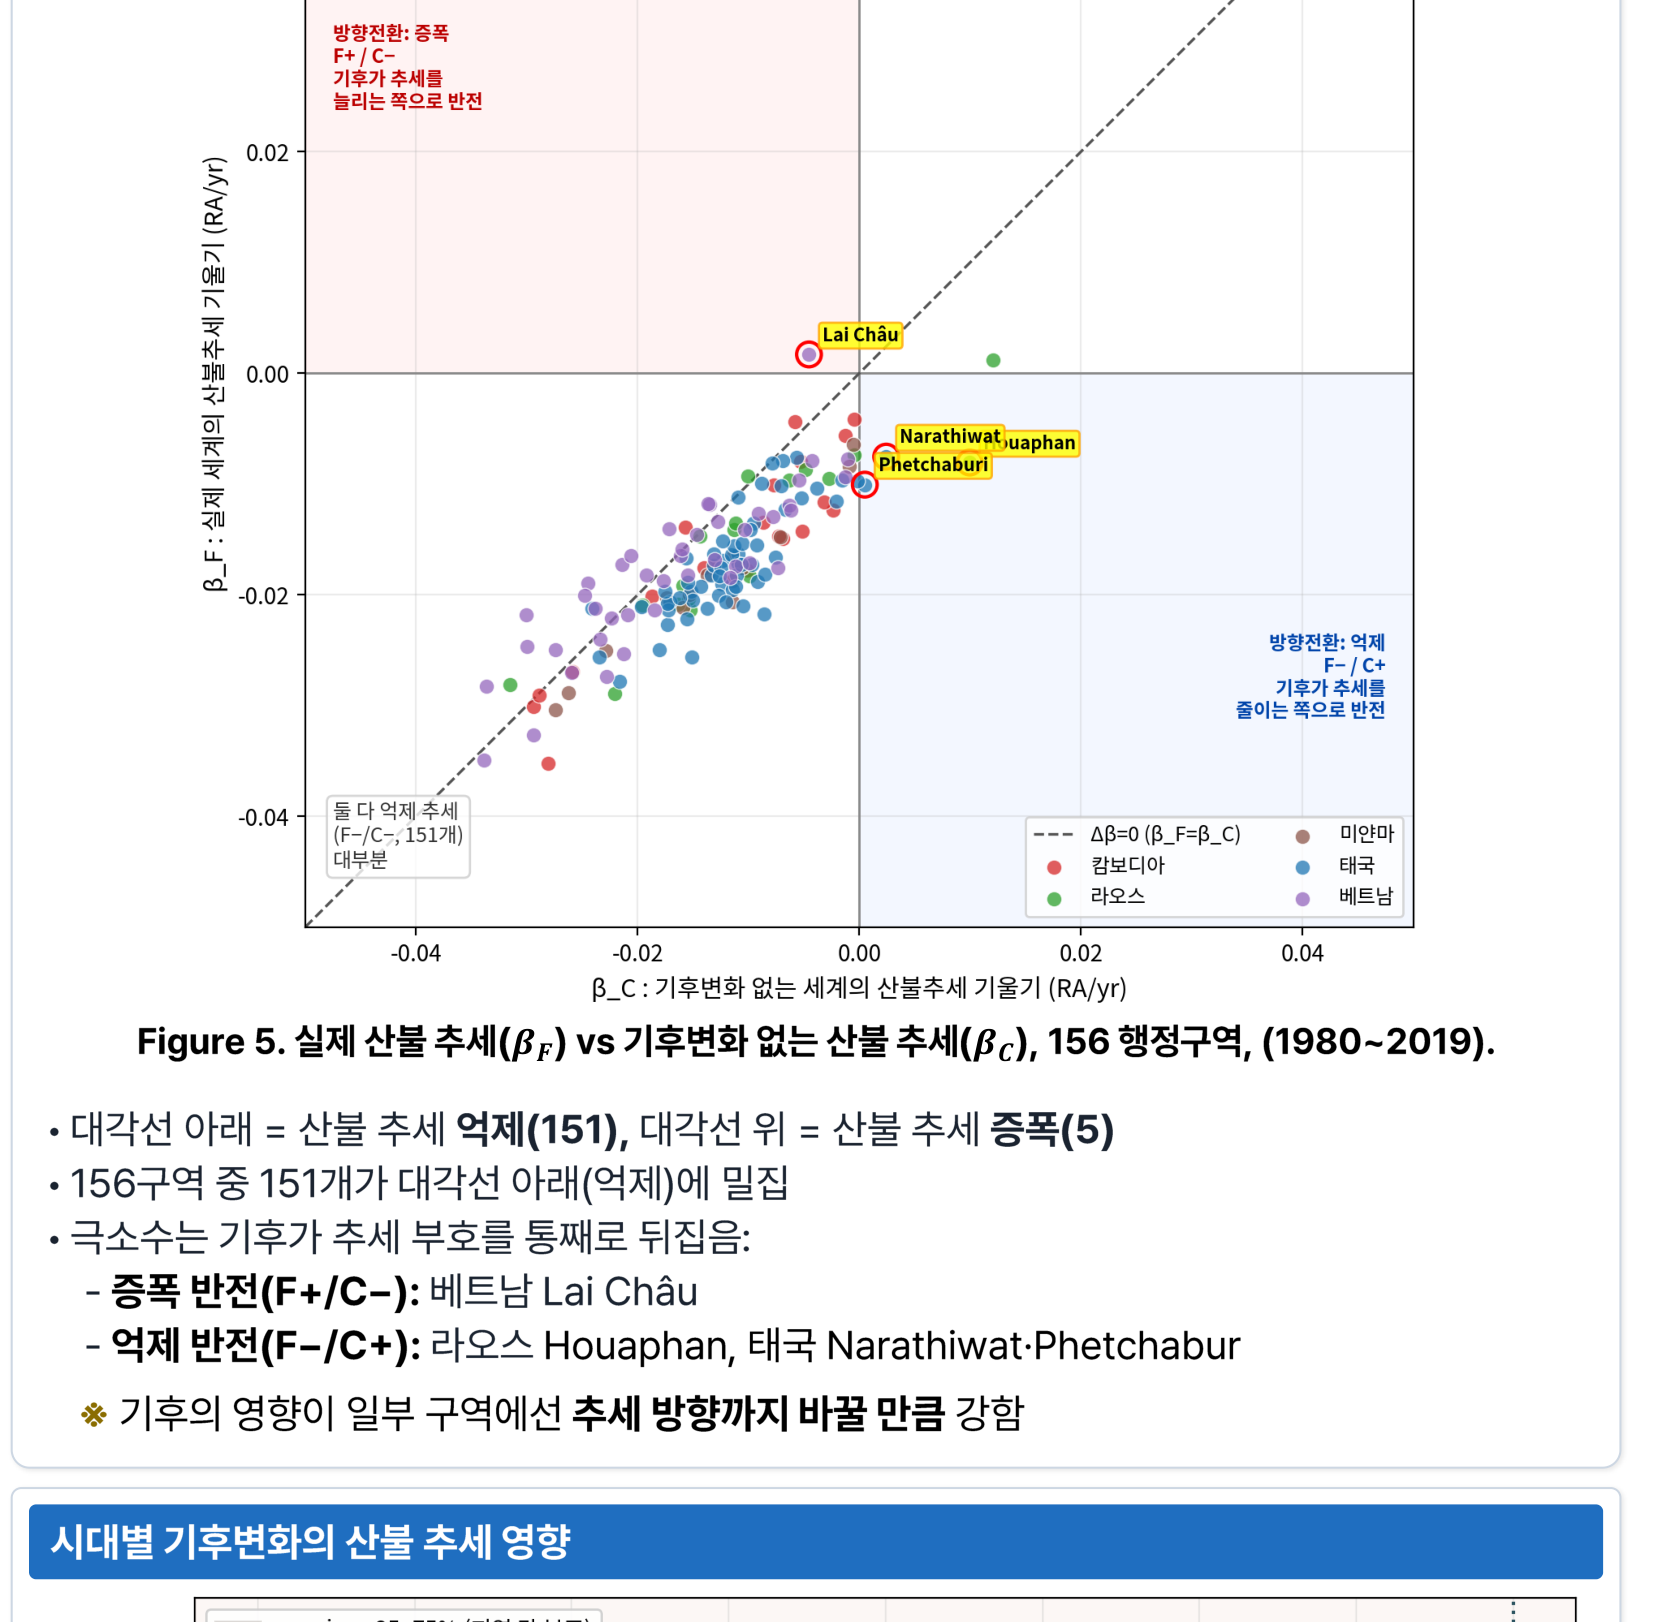 방향전환: 증폭
F+ / C−
기후가 추세를
늘리는 쪽으로 반전
0.02
0.00
-0.02
-0.04
β_F : 실제 세계의 산불추세 기울기 (RA/yr)
Lai Châu
Narathiwat
ouaphan
Phetchaburi
방향전환: 억제
F− / C+
기후가 추세를
줄이는 쪽으로 반전
둘 다 억제 추세
(F−/C−, 151개)
대부분
Δβ=0 (β_F=β_C)
캄보디아
라오스
미얀마
태국
베트남
-0.04 -0.02 0.00 0.02 0.04
β_C : 기후변화 없는 세계의 산불추세 기울기 (RA/yr)
Figure 5. 실제 산불 추세(β_F) vs 기후변화 없는 산불 추세(β_C), 156 행정구역, (1980~2019).
• 대각선 아래 = 산불 추세 억제(151), 대각선 위 = 산불 추세 증폭(5)
• 156구역 중 151개가 대각선 아래(억제)에 밀집
• 극소수는 기후가 추세 부호를 통째로 뒤집음:
- 증폭 반전(F+/C−): 베트남 Lai Châu
- 억제 반전(F−/C+): 라오스 Houaphan, 태국 Narathiwat·Phetchabur
※ 기후의 영향이 일부 구역에선 추세 방향까지 바꿀 만큼 강함
시대별 기후변화의 산불 추세 영향